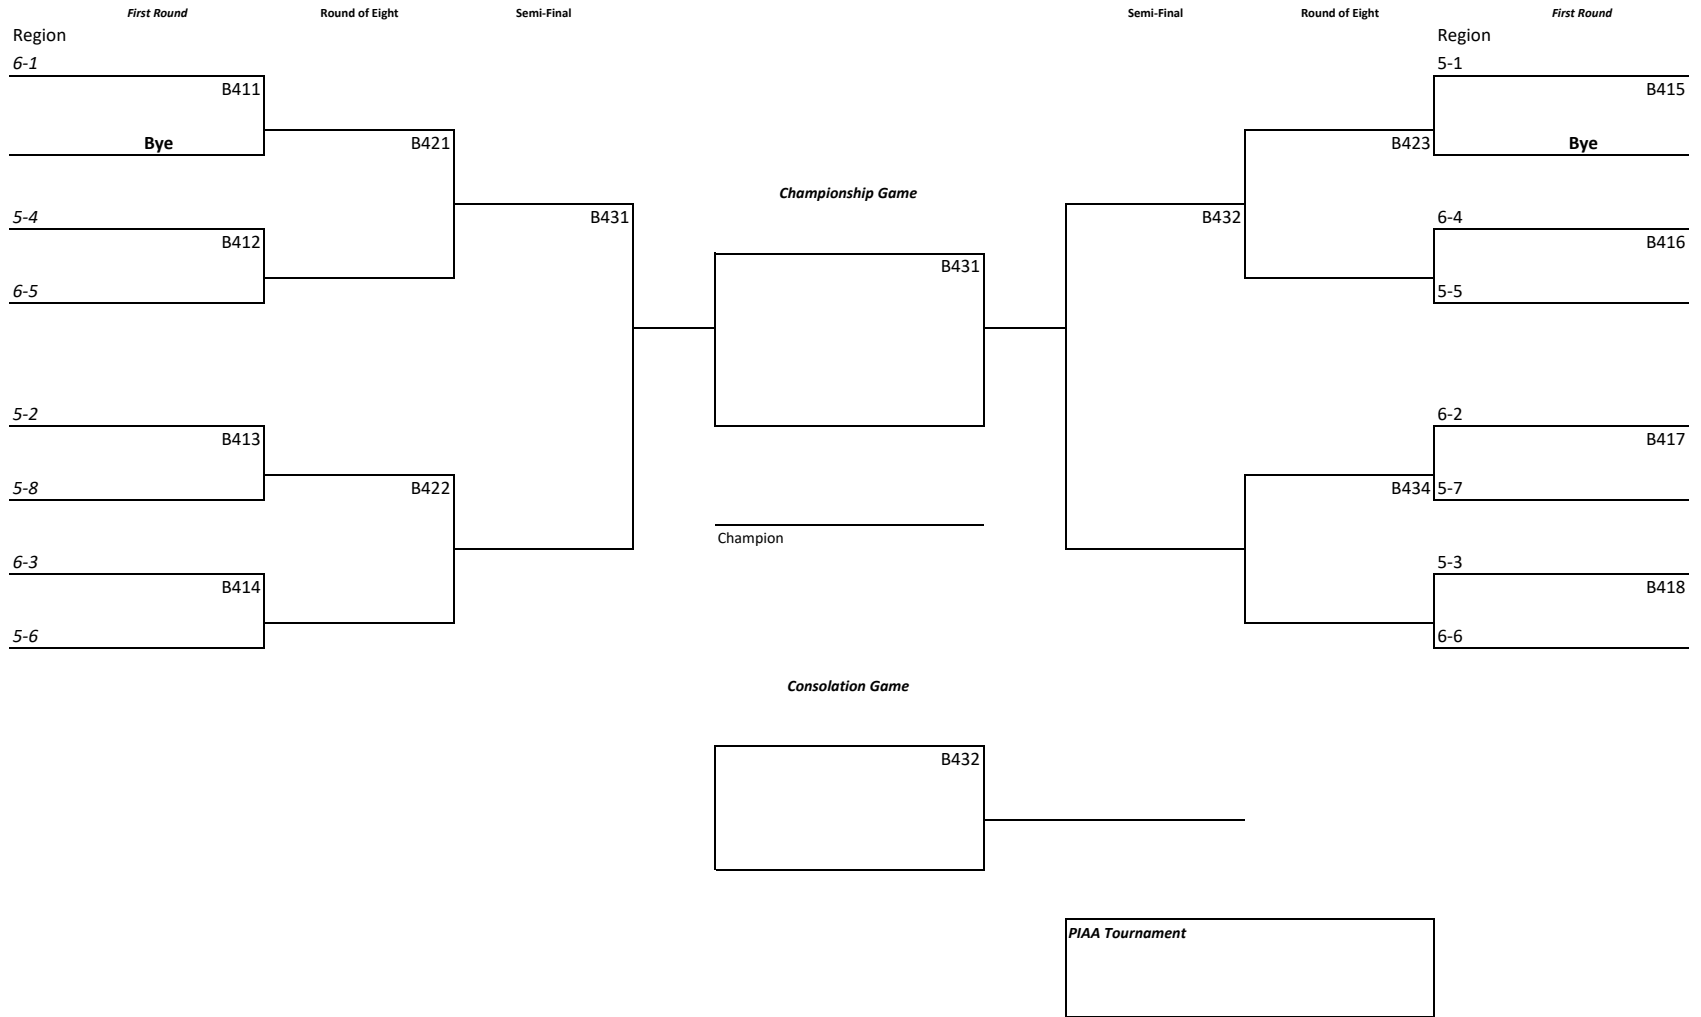 First Round Round of Eight Semi-Final Semi-Final Round of Eight First Round
Region Region
6-1 5-1
B411 B415
Bye B421 B423 Bye
Championship Game
5-4 B431 B432 6-4
B412 B416
B431
6-5 5-5
5-2 6-2
B413 B417
5-8 B422 B434 5-7
Champion
6-3 5-3
B414 B418
5-6 6-6
Consolation Game
B432
PIAA Tournament